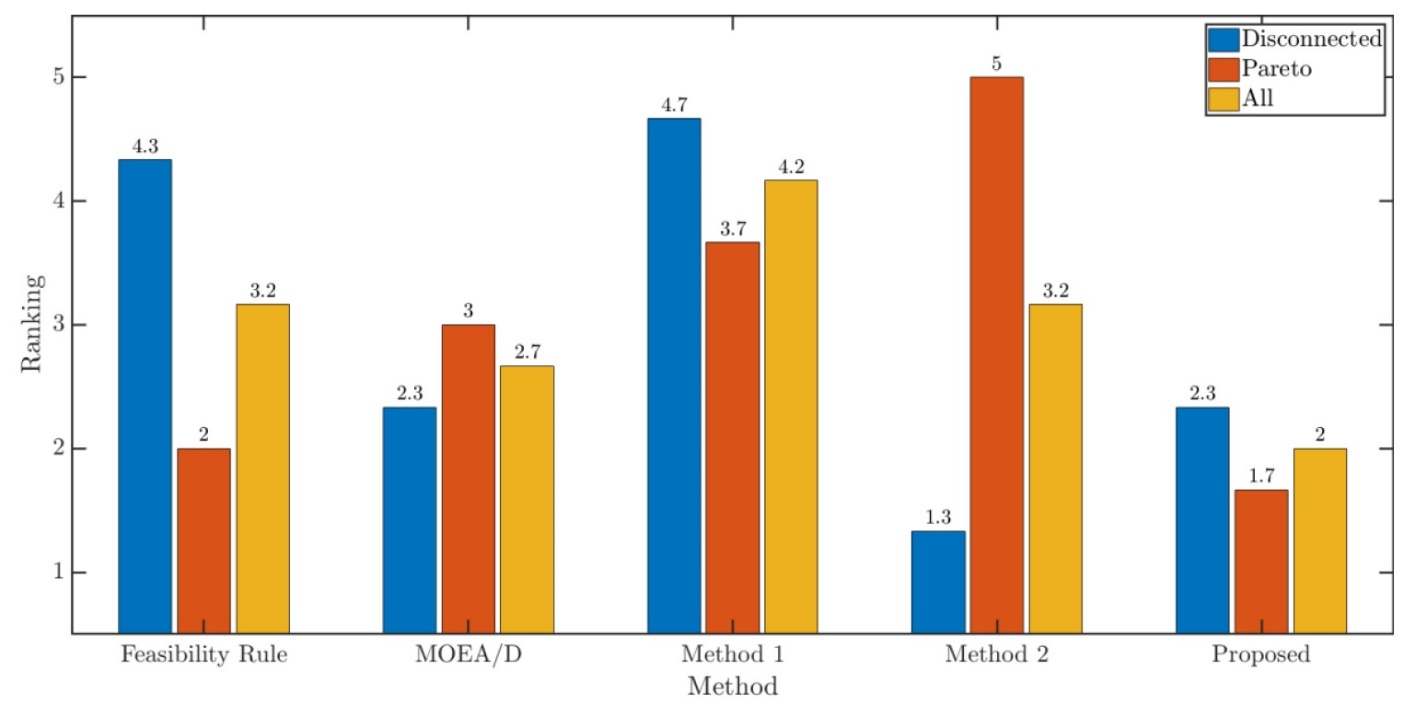 Disconnected
Pareto
All
Ranking
5
4
3
2
1
4.3
2
3.2
2.3
3
2.7
4.7
3.7
4.2
1.3
5
3.2
2.3
1.7
2
Feasibility Rule
MOEA/D
Method 1
Method 2
Proposed
Method